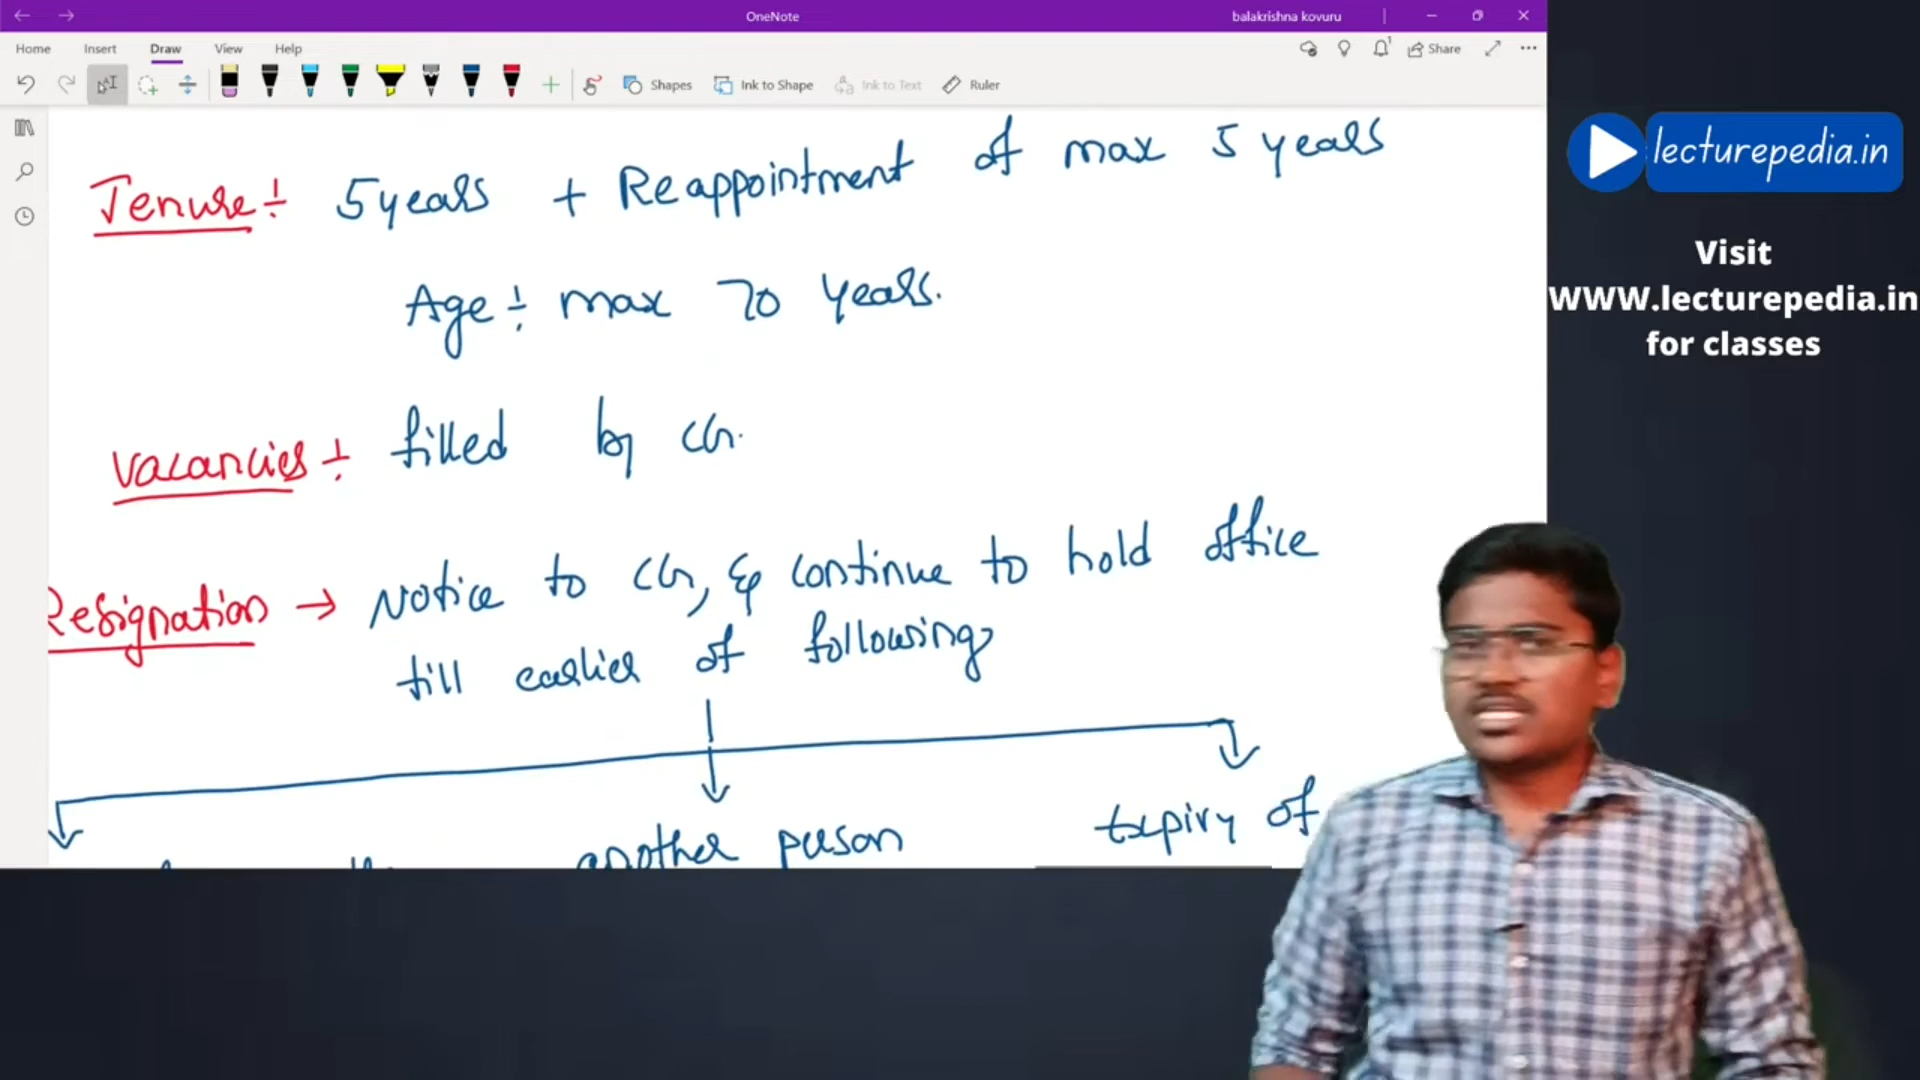 OneNote
balakrishna kovuru
Home Insert Draw View Help
1
Share
Shapes
Ink to Shape
Ink to Text
Ruler
Tenure÷ 5 years + Reappointment of max 5 years
Age÷ max 70 years.
Vacancies÷ filled by CG.
Resignation → Notice to CG, & continue to hold office
till earlier of following
another person
Expiry of
lecturepedia.in
Visit
WWW.lecturepedia.in
for classes